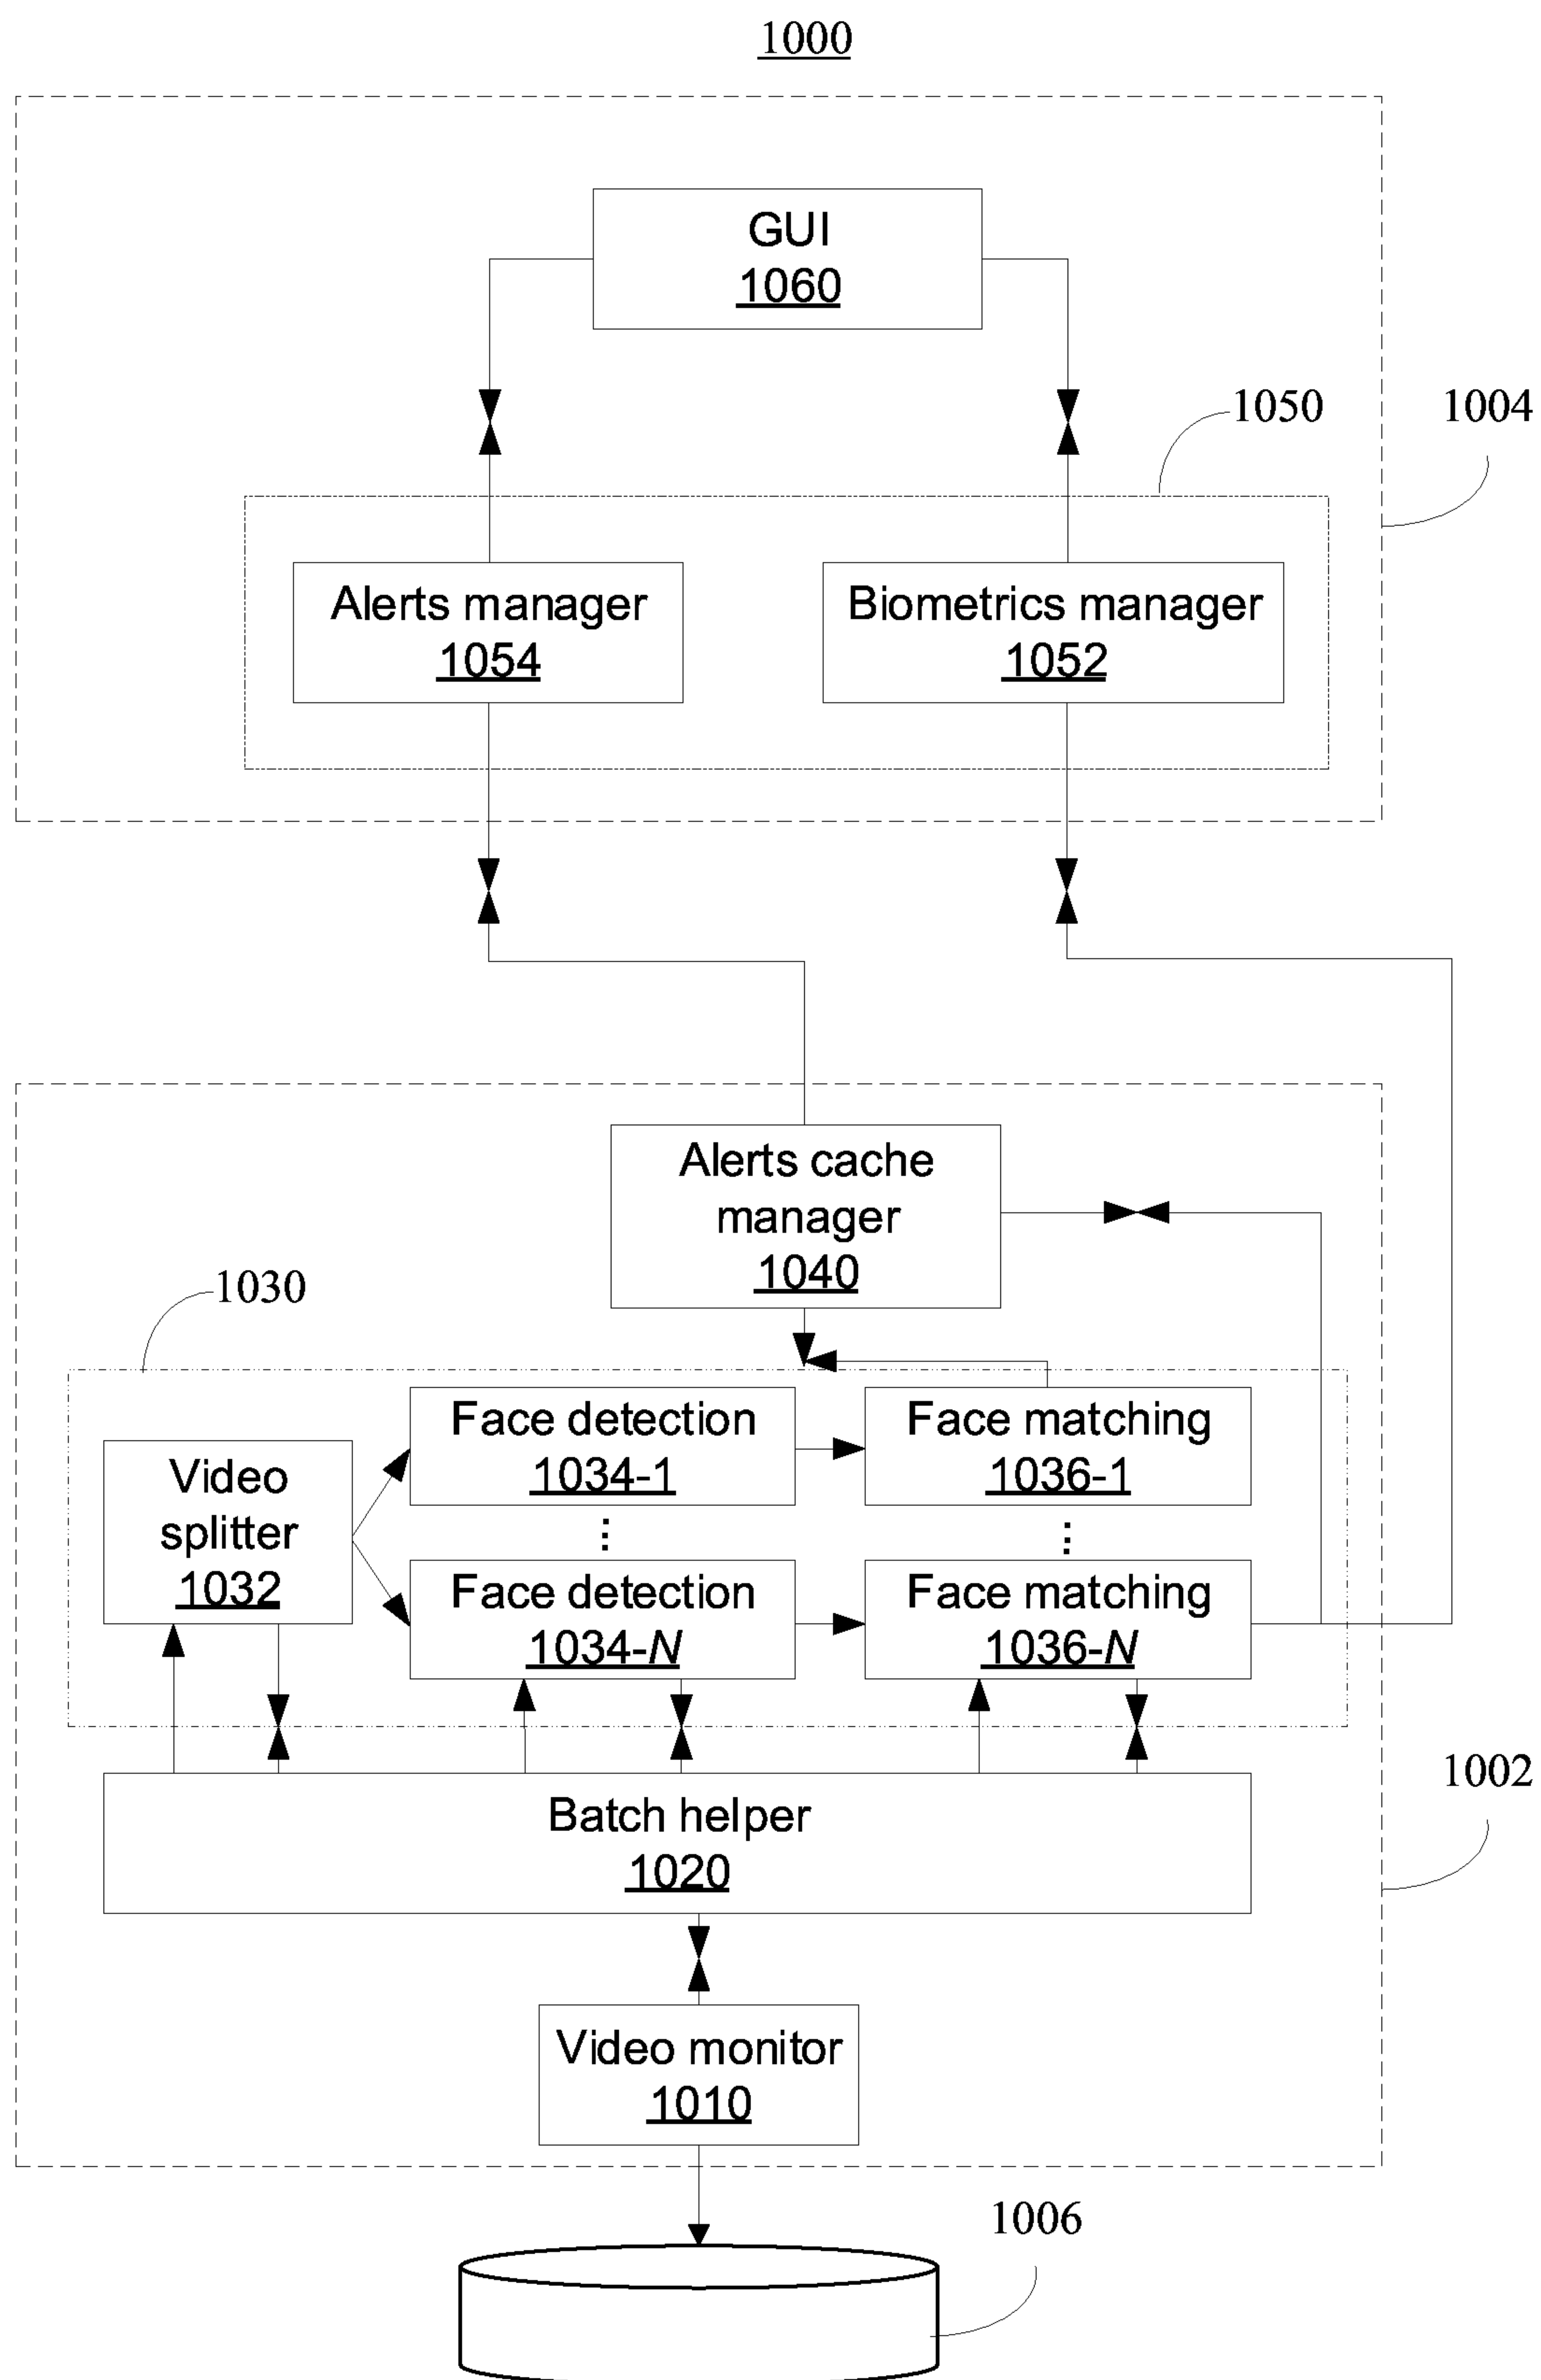 1000
GUI
1060
1050
1004
Alerts manager
1054
Biometrics manager
1052
Alerts cache
manager
1040
1030
Face detection
1034-1
Face matching
1036-1
Video
splitter
1032
Face detection
1034-N
Face matching
1036-N
1002
Batch helper
1020
Video monitor
1010
1006